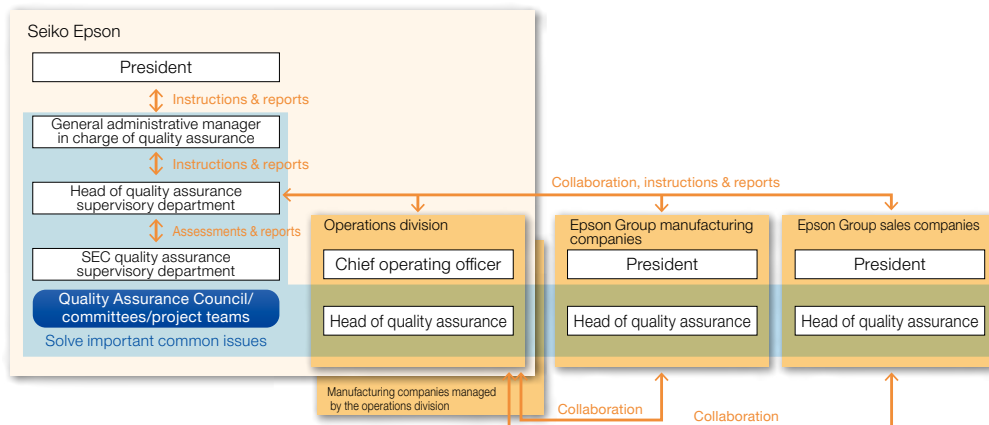 Seiko Epson
President
Instructions & reports
General administrative manager
in charge of quality assurance
Instructions & reports
Head of quality assurance
supervisory department
Assessments & reports
SEC quality assurance
supervisory department
Quality Assurance Council/
committees/project teams
Solve important common issues
Collaboration, instructions & reports
Operations division
Chief operating officer
Head of quality assurance
Manufacturing companies managed
by the operations division
Epson Group manufacturing
companies
President
Head of quality assurance
Epson Group sales companies
President
Head of quality assurance
Collaboration
Collaboration